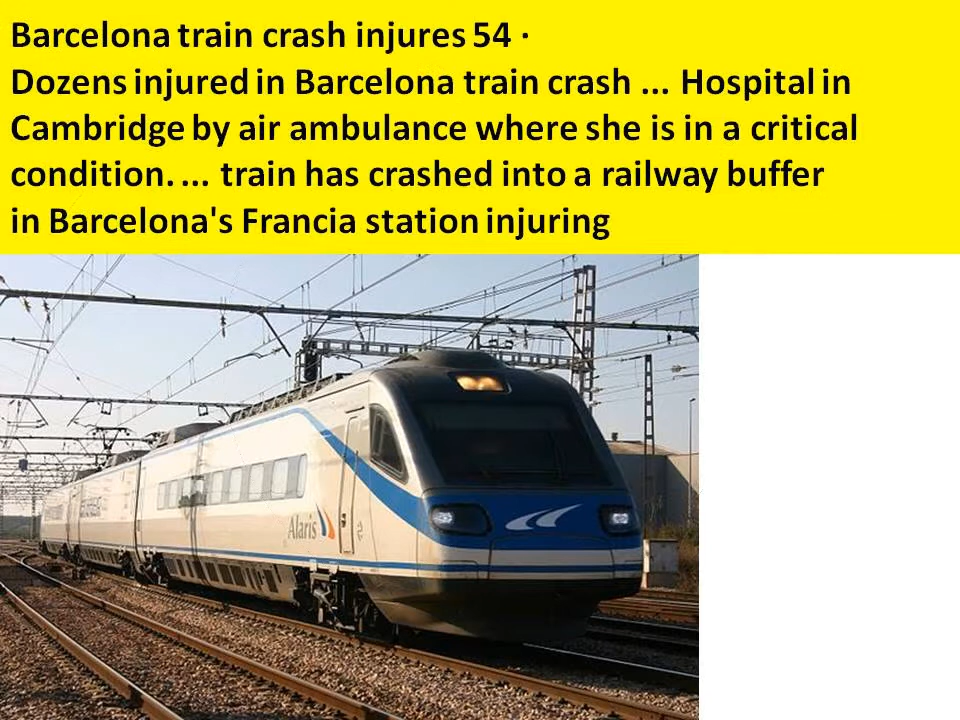 Barcelona train crash injures 54 ·
Dozens injured in Barcelona train crash ... Hospital in
Cambridge by air ambulance where she is in a critical
condition. ... train has crashed into a railway buffer
in Barcelona's Francia station injuring
Alaris